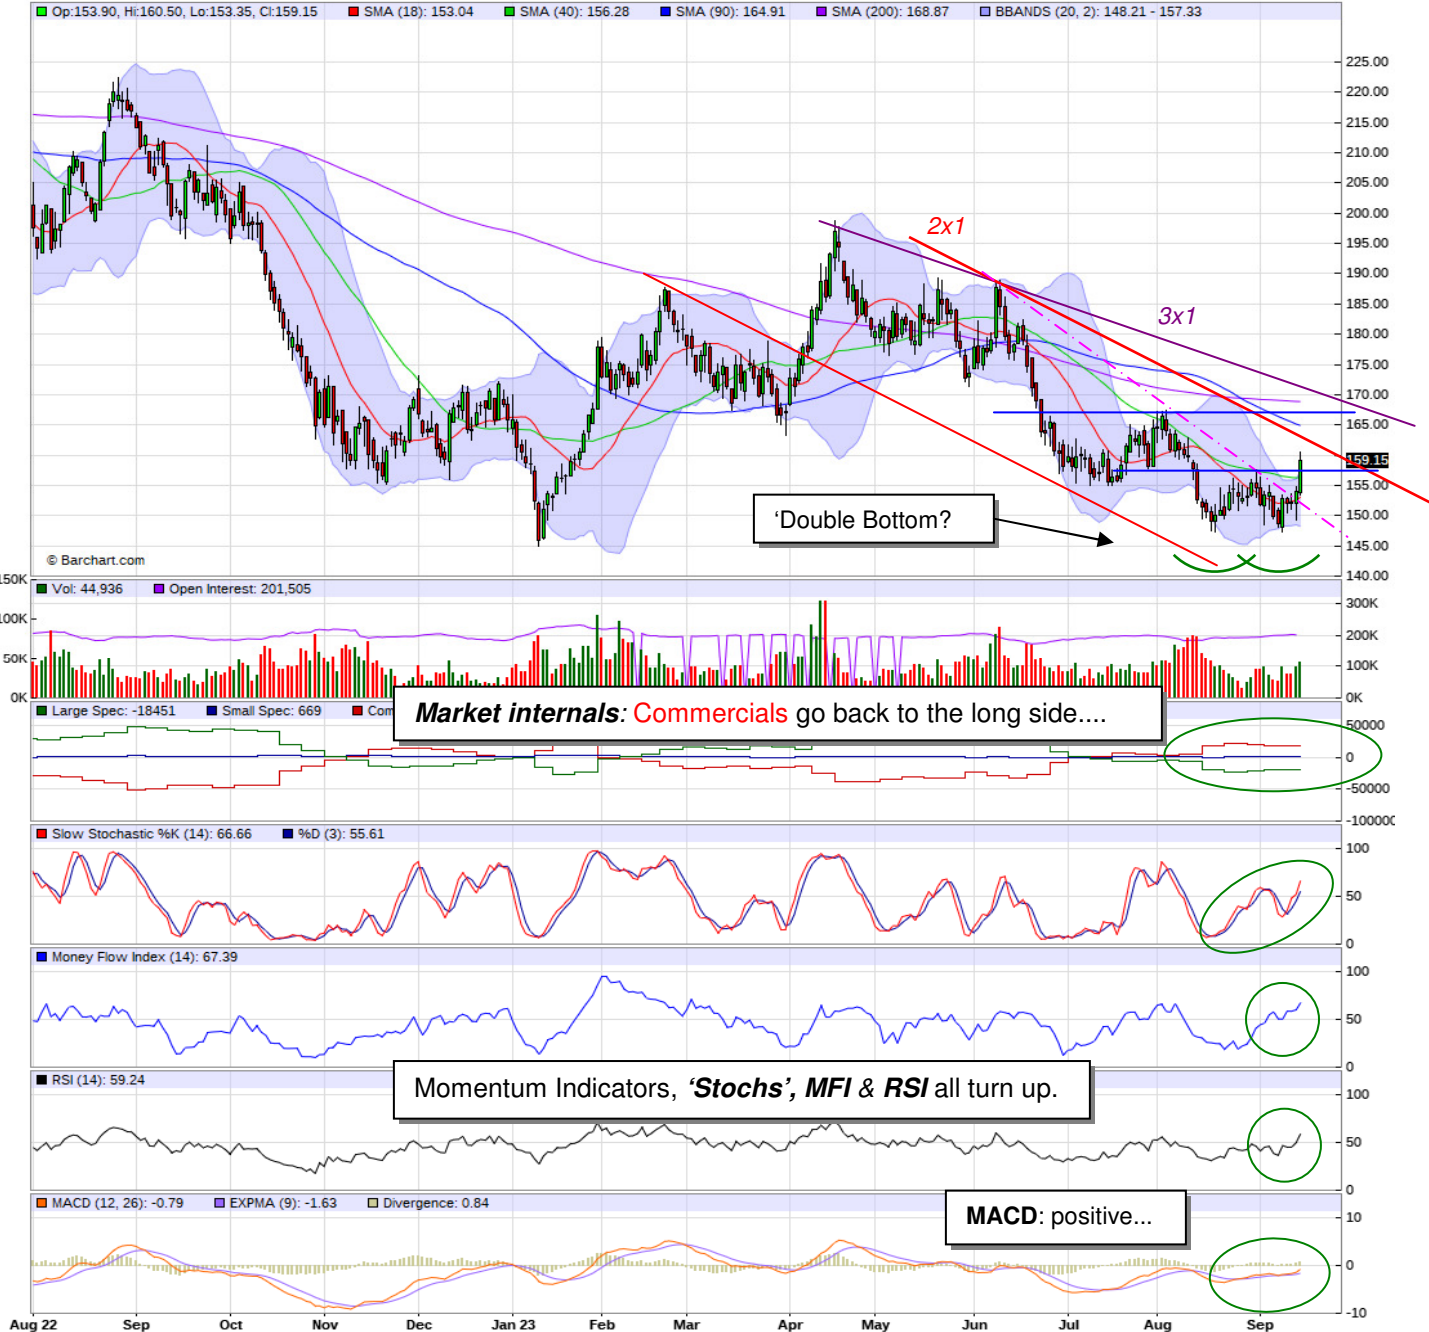 Op:153.90, Hi:160.50, Lo:153.35, Cl:159.15 SMA (18): 153.04 SMA (40): 156.28 SMA (90): 164.91 SMA (200): 168.87 BBANDS (20, 2): 148.21 - 157.33
225.00
220.00
215.00
210.00
205.00
200.00
2x1
195.00
190.00
185.00
3x1
180.00
175.00
170.00
165.00
159.15
155.00
'Double Bottom?
150.00
145.00
© Barchart.com
140.00
150K
Vol: 44,936 Open Interest: 201,505
300K
100K
200K
50K
100K
0K
0K
Large Spec: -18451 Small Spec: 669 Com
Market internals: Commercials go back to the long side....
50000
0
-50000
-100000
Slow Stochastic %K (14): 66.66 %D (3): 55.61
100
50
0
Money Flow Index (14): 67.39
100
50
0
RSI (14): 59.24
Momentum Indicators, 'Stochs', MFI & RSI all turn up.
100
50
0
MACD (12, 26): -0.79 EXPMA (9): -1.63 Divergence: 0.84
MACD: positive...
10
0
-10
Aug 22 Sep Oct Nov Dec Jan 23 Feb Mar Apr May Jun Jul Aug Sep